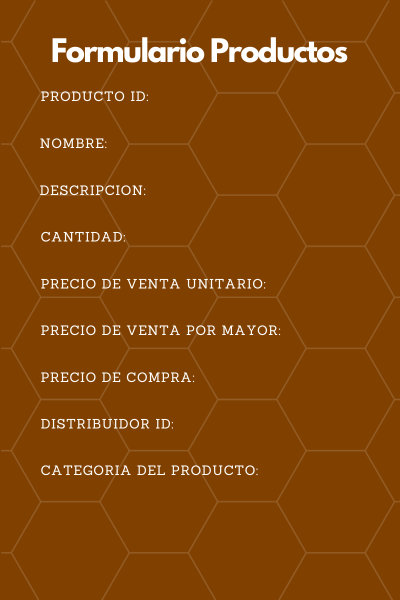 Formulario Productos
PRODUCTO ID:
NOMBRE:
DESCRIPCION:
CANTIDAD:
PRECIO DE VENTA UNITARIO:
PRECIO DE VENTA POR MAYOR:
PRECIO DE COMPRA:
DISTRIBUIDOR ID:
CATEGORIA DEL PRODUCTO: